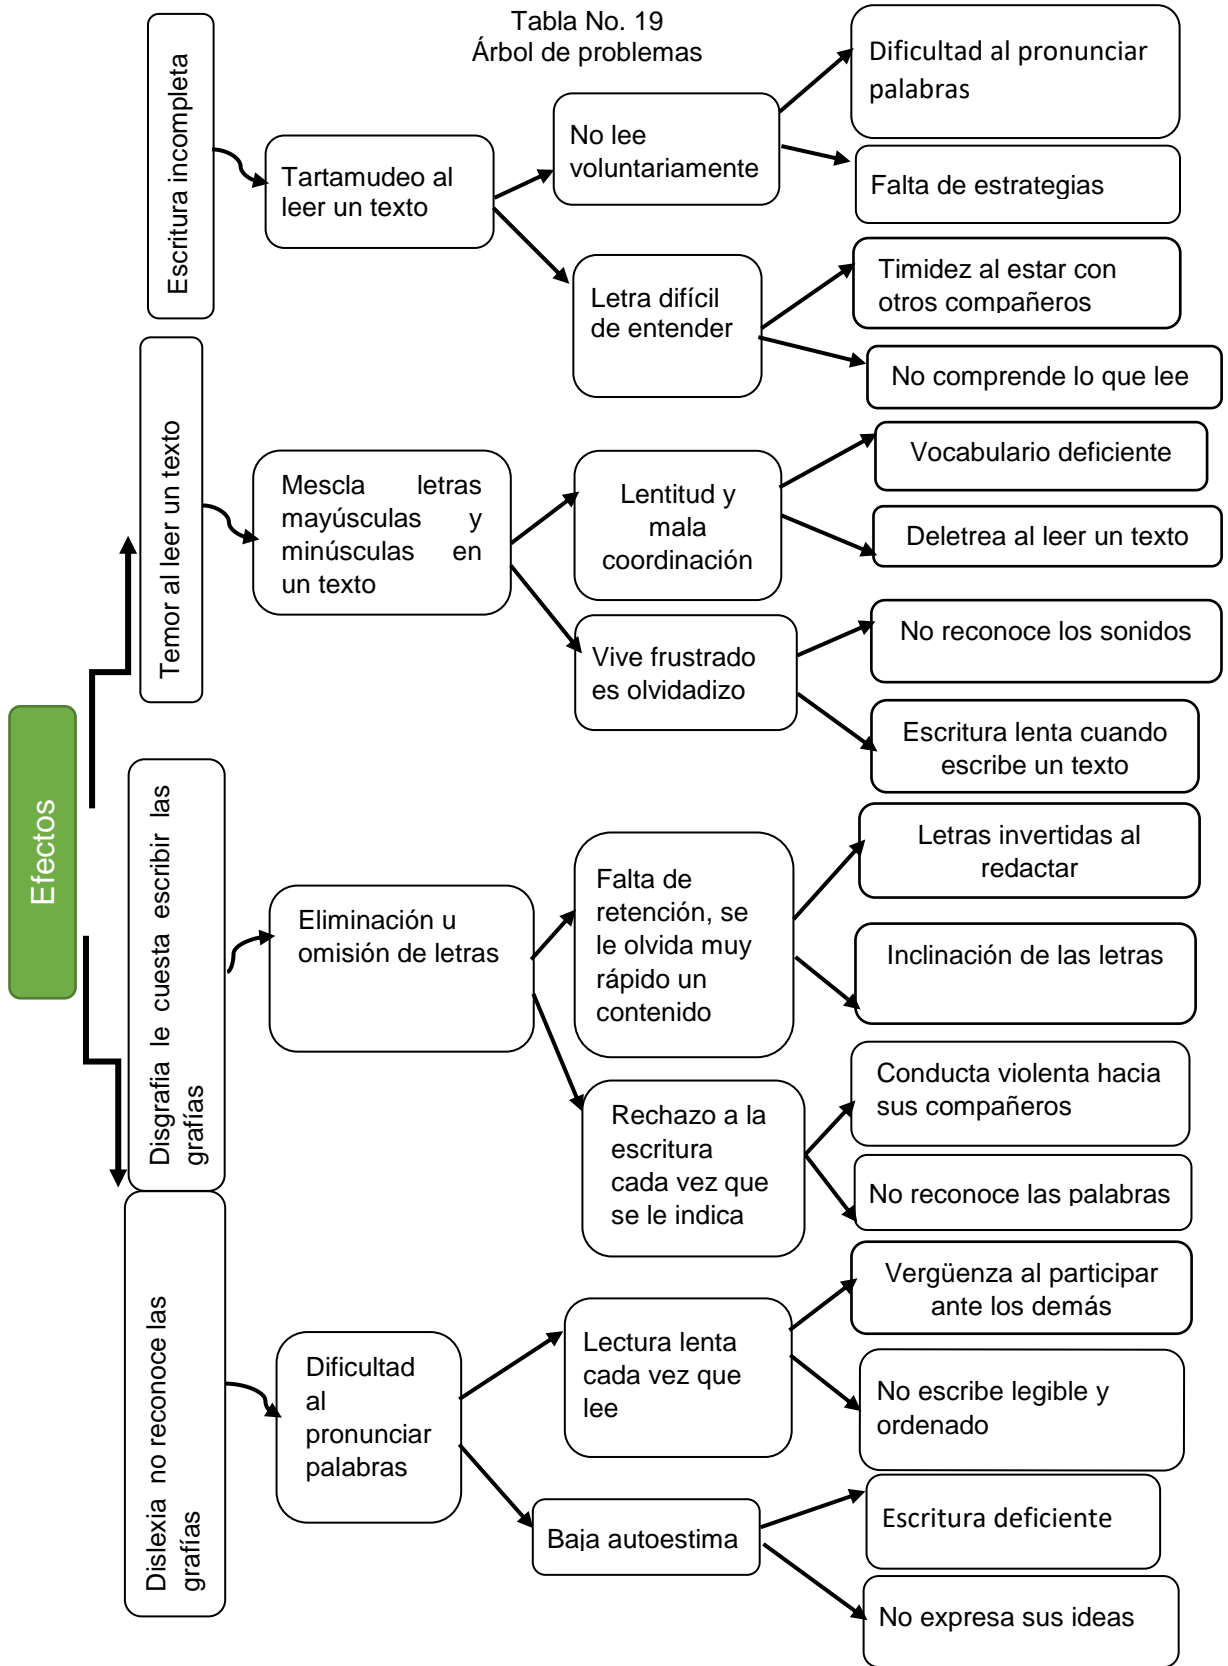 Tabla No. 19
Árbol de problemas
Efectos
Escritura incompleta
Tartamudeo al
leer un texto
No lee
voluntariamente
Dificultad al pronunciar
palabras
Falta de estrategias
Letra difícil
de entender
Timidez al estar con
otros compañeros
No comprende lo que lee
Temor al leer un texto
Mescla letras
mayúsculas y
minúsculas en
un texto
Lentitud y
mala
coordinación
Vocabulario deficiente
Deletrea al leer un texto
Vive frustrado
es olvidadizo
No reconoce los sonidos
Escritura lenta cuando
escribe un texto
Disgrafia le cuesta escribir las
grafías
Eliminación u
omisión de letras
Falta de
retención, se
le olvida muy
rápido un
contenido
Letras invertidas al
redactar
Inclinación de las letras
Rechazo a la
escritura
cada vez que
se le indica
Conducta violenta hacia
sus compañeros
No reconoce las palabras
Dislexia no reconoce las
grafías
Dificultad
al
pronunciar
palabras
Lectura lenta
cada vez que
lee
Vergüenza al participar
ante los demás
No escribe legible y
ordenado
Baja autoestima
Escritura deficiente
No expresa sus ideas